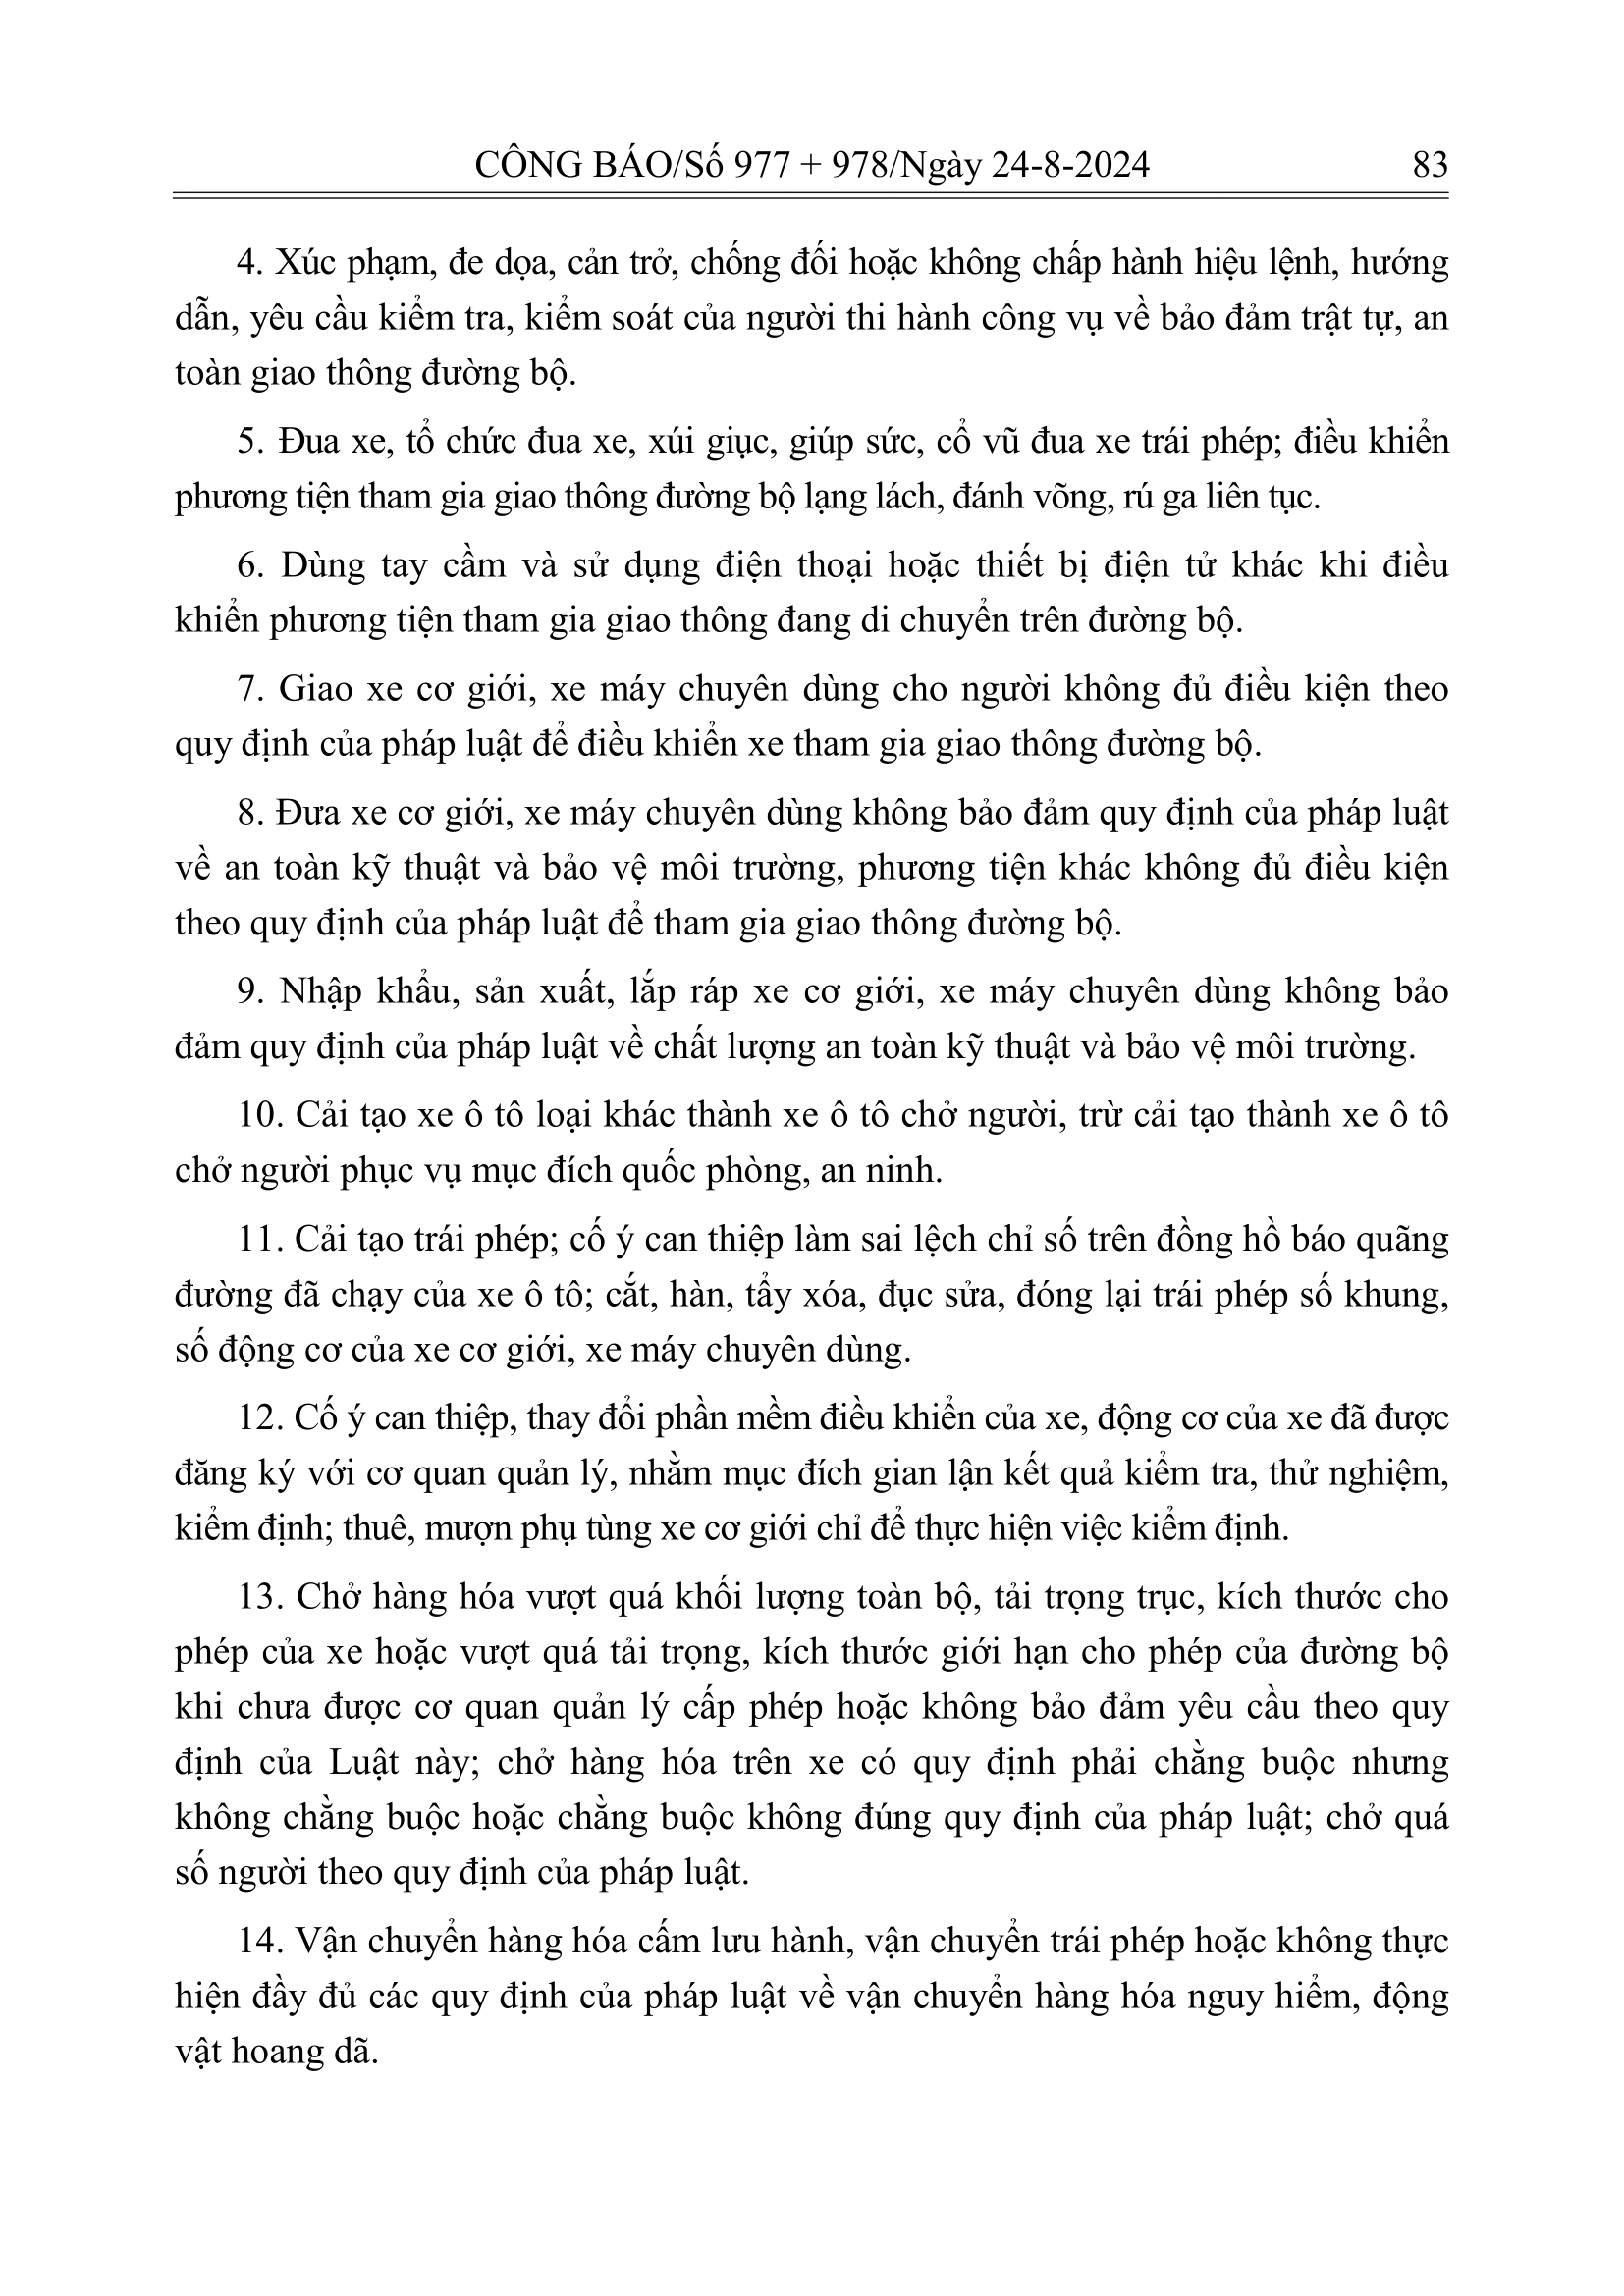 CÔNG BÁO/Số 977 + 978/Ngày 24-8-2024 83
4. Xúc phạm, đe dọa, cản trở, chống đối hoặc không chấp hành hiệu lệnh, hướng
dẫn, yêu cầu kiểm tra, kiểm soát của người thi hành công vụ về bảo đảm trật tự, an
toàn giao thông đường bộ.
5. Đua xe, tổ chức đua xe, xúi giục, giúp sức, cổ vũ đua xe trái phép; điều khiển
phương tiện tham gia giao thông đường bộ lạng lách, đánh võng, rú ga liên tục.
6. Dùng tay cầm và sử dụng điện thoại hoặc thiết bị điện tử khác khi điều
khiển phương tiện tham gia giao thông đang di chuyển trên đường bộ.
7. Giao xe cơ giới, xe máy chuyên dùng cho người không đủ điều kiện theo
quy định của pháp luật để điều khiển xe tham gia giao thông đường bộ.
8. Đưa xe cơ giới, xe máy chuyên dùng không bảo đảm quy định của pháp luật
về an toàn kỹ thuật và bảo vệ môi trường, phương tiện khác không đủ điều kiện
theo quy định của pháp luật để tham gia giao thông đường bộ.
9. Nhập khẩu, sản xuất, lắp ráp xe cơ giới, xe máy chuyên dùng không bảo
đảm quy định của pháp luật về chất lượng an toàn kỹ thuật và bảo vệ môi trường.
10. Cải tạo xe ô tô loại khác thành xe ô tô chở người, trừ cải tạo thành xe ô tô
chở người phục vụ mục đích quốc phòng, an ninh.
11. Cải tạo trái phép; cố ý can thiệp làm sai lệch chỉ số trên đồng hồ báo quãng
đường đã chạy của xe ô tô; cắt, hàn, tẩy xóa, đục sửa, đóng lại trái phép số khung,
số động cơ của xe cơ giới, xe máy chuyên dùng.
12. Cố ý can thiệp, thay đổi phần mềm điều khiển của xe, động cơ của xe đã được
đăng ký với cơ quan quản lý, nhằm mục đích gian lận kết quả kiểm tra, thử nghiệm,
kiểm định; thuê, mượn phụ tùng xe cơ giới chỉ để thực hiện việc kiểm định.
13. Chở hàng hóa vượt quá khối lượng toàn bộ, tải trọng trục, kích thước cho
phép của xe hoặc vượt quá tải trọng, kích thước giới hạn cho phép của đường bộ
khi chưa được cơ quan quản lý cấp phép hoặc không bảo đảm yêu cầu theo quy
định của Luật này; chở hàng hóa trên xe có quy định phải chằng buộc nhưng
không chằng buộc hoặc chằng buộc không đúng quy định của pháp luật; chở quá
số người theo quy định của pháp luật.
14. Vận chuyển hàng hóa cấm lưu hành, vận chuyển trái phép hoặc không thực
hiện đầy đủ các quy định của pháp luật về vận chuyển hàng hóa nguy hiểm, động
vật hoang dã.